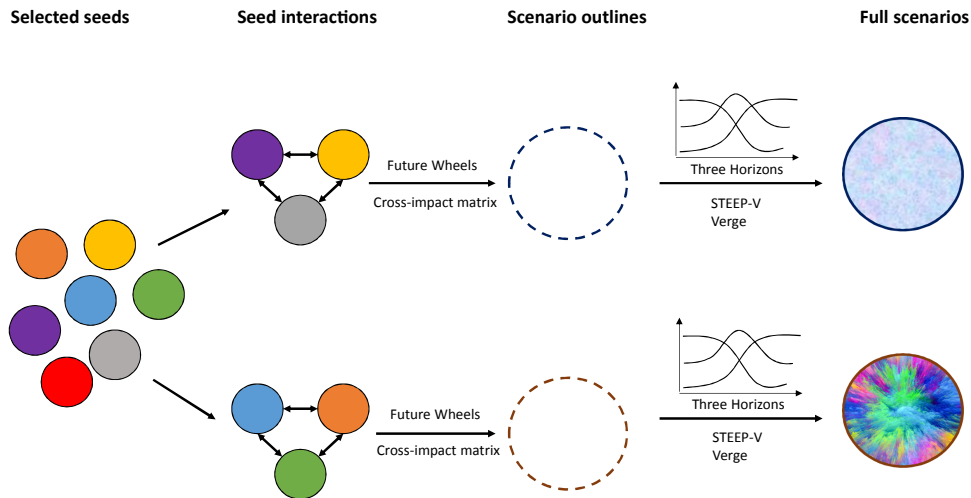 Selected seeds
Seed interactions
Scenario outlines
Full scenarios
Future Wheels
Cross-impact matrix
Three Horizons
STEEP-V
Verge
Future Wheels
Cross-impact matrix
Three Horizons
STEEP-V
Verge